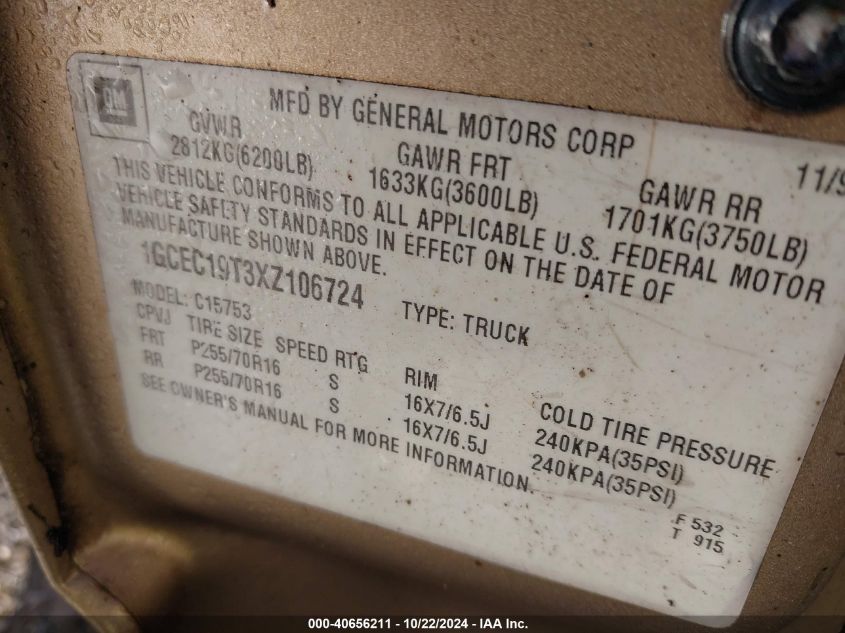 GM
MFD BY GENERAL MOTORS CORP
11/9
GVWR GAWR FRT GAWR RR
2812KG(6200LB) 1633KG(3600LB) 1701KG(3750LB)
THIS VEHICLE CONFORMS TO ALL APPLICABLE U.S. FEDERAL MOTOR
VEHICLE SAFETY STANDARDS IN EFFECT ON THE DATE OF
MANUFACTURE SHOWN ABOVE.
1GCEC19T3XZ106724 TYPE: TRUCK
MODEL: C15753
CPVJ TIRE SIZE SPEED RTG RIM COLD TIRE PRESSURE
FRT P255/70R16 S 16X7/6.5J 240KPA(35PSI)
RR P255/70R16 S 16X7/6.5J 240KPA(35PSI)
SEE OWNER'S MANUAL FOR MORE INFORMATION.
F 532
T 915
000-40656211 - 10/22/2024 - IAA Inc.